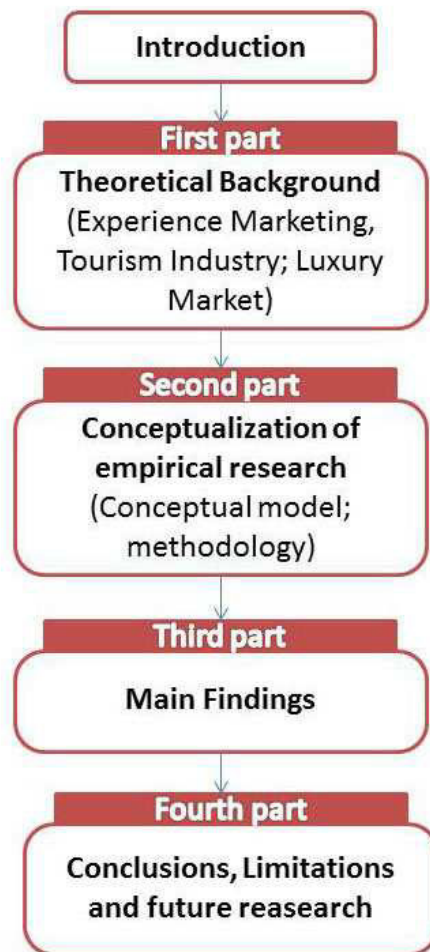 Introduction
First part
Theoretical Background
(Experience Marketing,
Tourism Industry; Luxury
Market)
Second part
Conceptualization of
empirical research
(Conceptual model;
methodology)
Third part
Main Findings
Fourth part
Conclusions, Limitations
and future reasearch